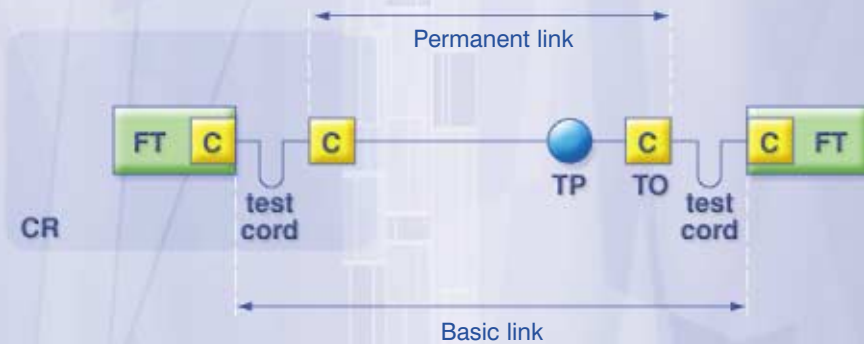 Permanent link
FT C C C C FT
TP TO
test cord
test cord
CR
Basic link